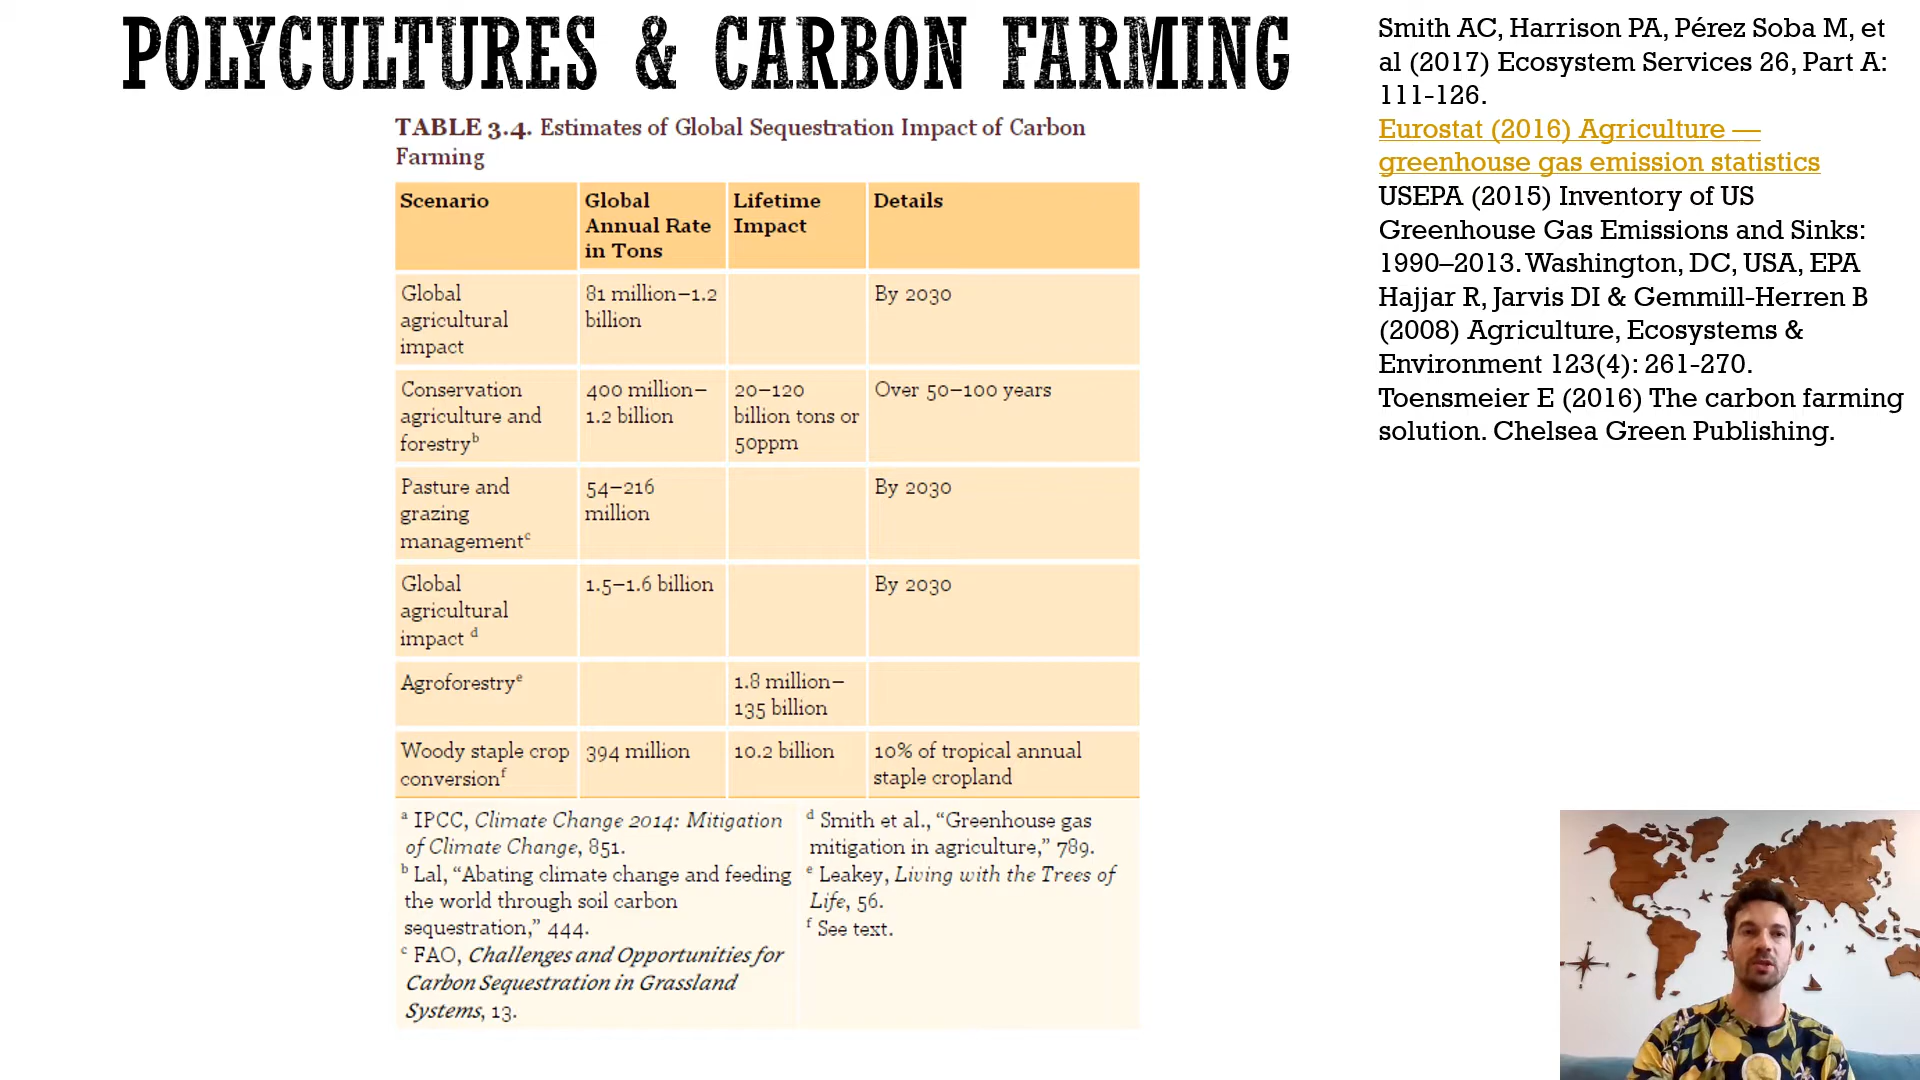 POLYCULTURES & CARBON FARMING
TABLE 3.4. Estimates of Global Sequestration Impact of Carbon
Farming
Scenario
Global
Annual Rate
in Tons
Lifetime
Impact
Details
Global
agricultural
impact
81 million–1.2
billion
By 2030
Conservation
agriculture and
forestryb
400 million–
1.2 billion
20–120
billion tons or
50ppm
Over 50–100 years
Pasture and
grazing
managementc
54–216
million
By 2030
Global
agricultural
impact d
1.5–1.6 billion
By 2030
Agroforestrye
1.8 million–
135 billion
Woody staple crop
conversionf
394 million
10.2 billion
10% of tropical annual
staple cropland
a IPCC, Climate Change 2014: Mitigation
of Climate Change, 851.
b Lal, “Abating climate change and feeding
the world through soil carbon
sequestration,” 444.
c FAO, Challenges and Opportunities for
Carbon Sequestration in Grassland
Systems, 13.
d Smith et al., “Greenhouse gas
mitigation in agriculture,” 789.
e Leakey, Living with the Trees of
Life, 56.
f See text.
Smith AC, Harrison PA, Pérez Soba M, et
al (2017) Ecosystem Services 26, Part A:
111-126.
Eurostat (2016) Agriculture —
greenhouse gas emission statistics
USEPA (2015) Inventory of US
Greenhouse Gas Emissions and Sinks:
1990–2013. Washington, DC, USA, EPA
Hajjar R, Jarvis DI & Gemmill-Herren B
(2008) Agriculture, Ecosystems &
Environment 123(4): 261-270.
Toensmeier E (2016) The carbon farming
solution. Chelsea Green Publishing.